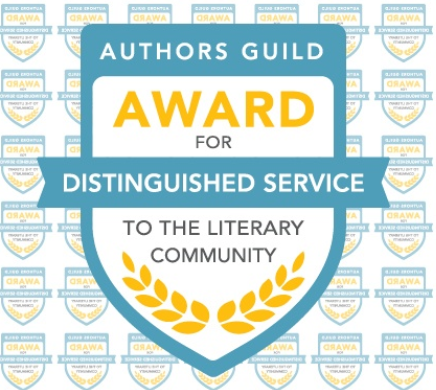 AUTHORS GUILD
AWARD
FOR
DISTINGUISHED SERVICE
TO THE LITERARY
COMMUNITY